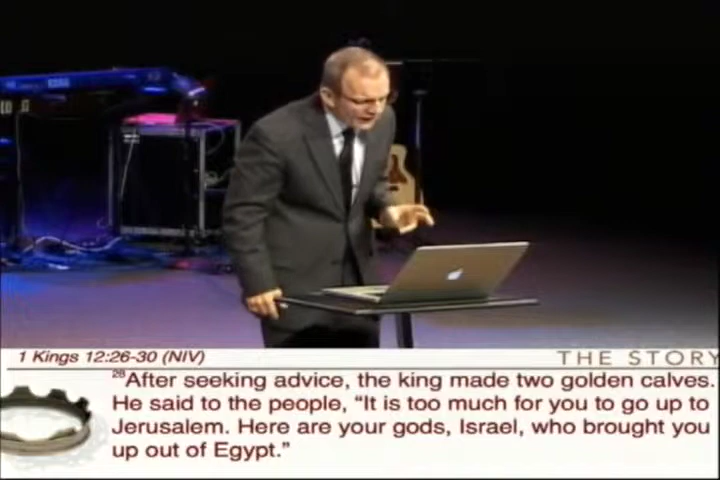 KORG
1 Kings 12:26-30 (NIV)
THE STORY
28After seeking advice, the king made two golden calves.
He said to the people, “It is too much for you to go up to
Jerusalem. Here are your gods, Israel, who brought you
up out of Egypt.”